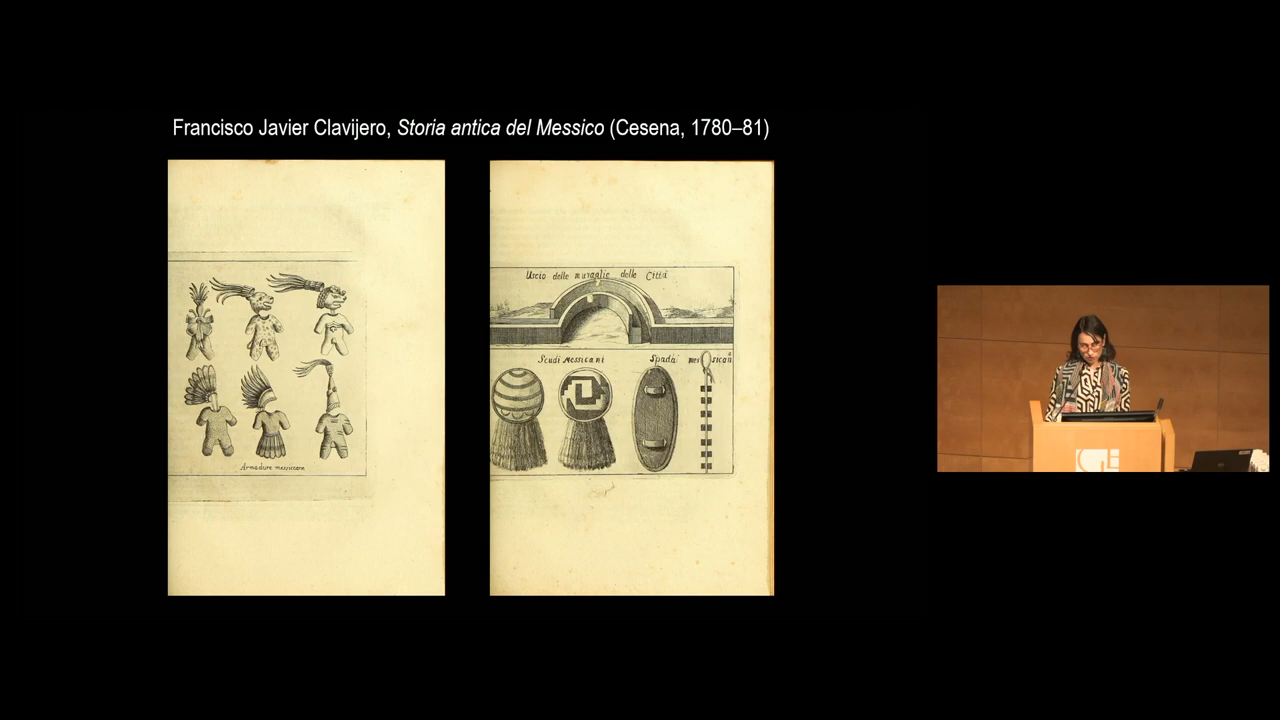 Francisco Javier Clavijero, Storia antica del Messico (Cesena, 1780–81)
Armadure messicane
Uscio delle muraglie delle Città
Scudi Messicani
Spada messicana